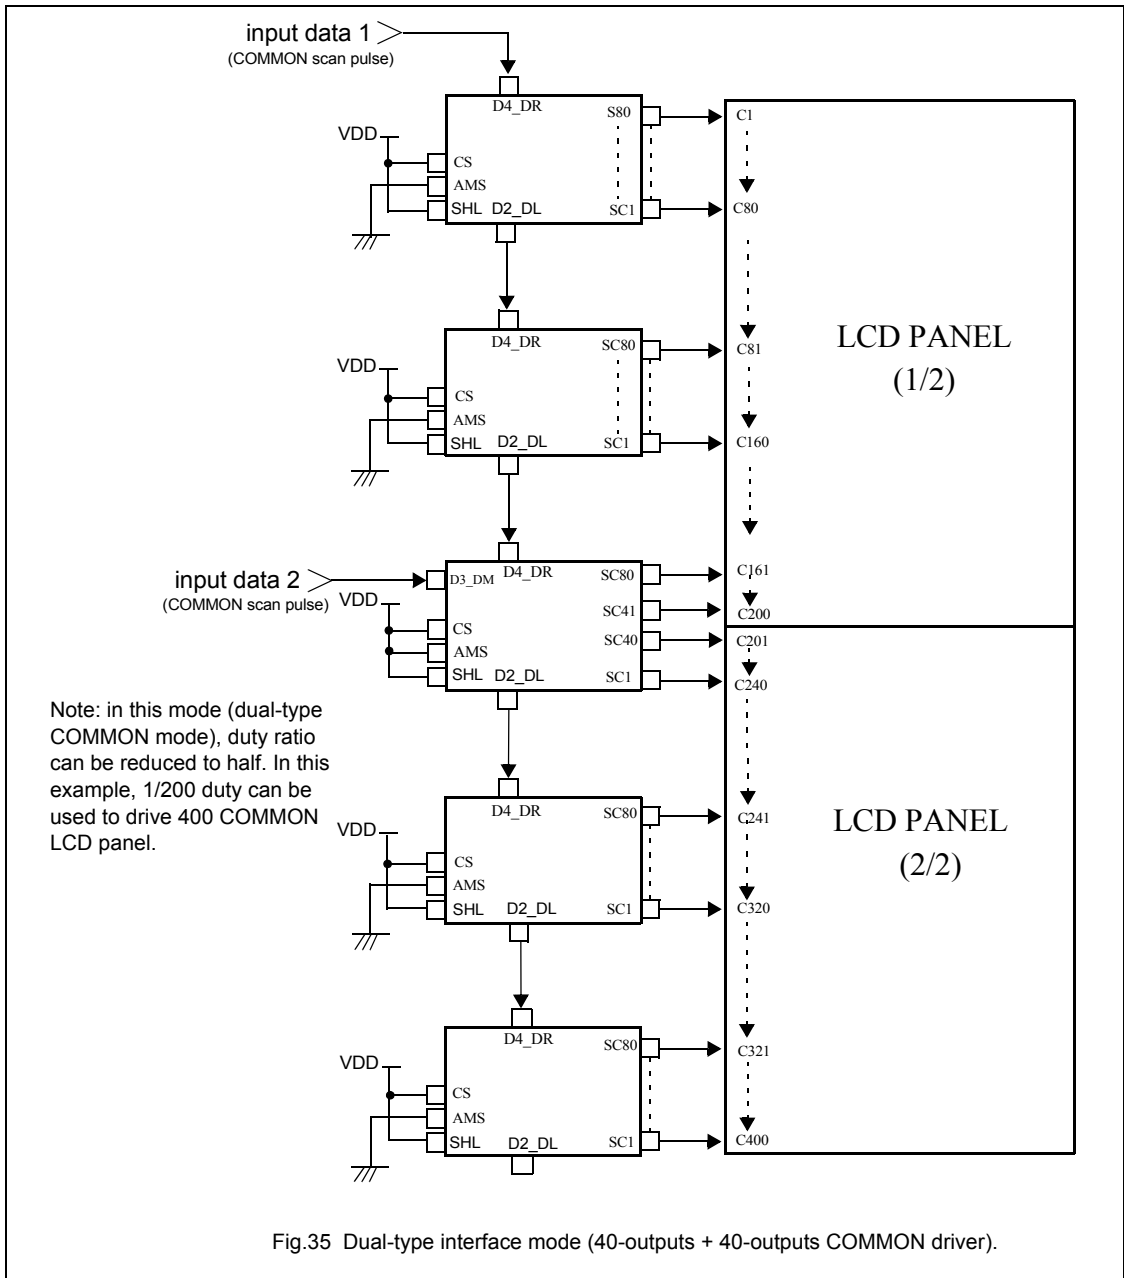 input data 1
(COMMON scan pulse)
D4_DR
S80
C1
VDD
CS
AMS
SHL
D2_DL
SC1
C80
D4_DR
SC80
C81
LCD PANEL
(1/2)
VDD
CS
AMS
SHL
D2_DL
SC1
C160
input data 2
(COMMON scan pulse)
D3_DM
D4_DR
SC80
C161
VDD
SC41
C200
CS
SC40
C201
AMS
SHL
D2_DL
SC1
C240
Note: in this mode (dual-type
COMMON mode), duty ratio
can be reduced to half. In this
example, 1/200 duty can be
used to drive 400 COMMON
LCD panel.
D4_DR
SC80
C241
LCD PANEL
(2/2)
VDD
CS
AMS
SHL
D2_DL
SC1
C320
D4_DR
SC80
C321
VDD
CS
AMS
SHL
D2_DL
SC1
C400
Fig.35 Dual-type interface mode (40-outputs + 40-outputs COMMON driver).